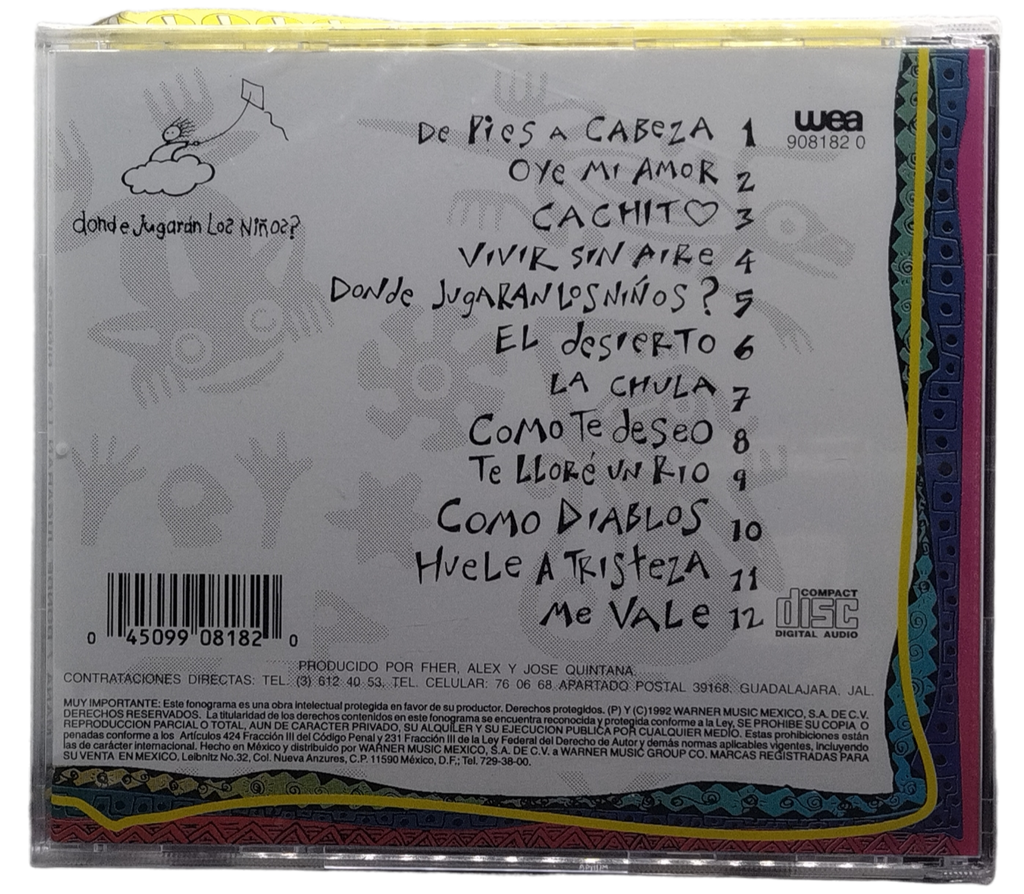 donde Jugarán Los Niños?
De Pies A CABEZA 1
OYe Mi AMOR 2
CACHIT♡ 3
VIVIR SIN AIRe 4
DONDe JUGARAN LOS NIÑOS? 5
EL desierTO 6
LA CHULA 7
COMO Te deseo 8
Te LLORé UN RIO 9
COMO DIABLOS 10
HUELE A TRISTEZA 11
Me VALe 12
wea
908182 0
COMPACT
disc
DIGITAL AUDIO
0 45099 08182 0
PRODUCIDO POR FHER, ALEX Y JOSE QUINTANA.
CONTRATACIONES DIRECTAS: TEL. (3) 612 40 53, TEL. CELULAR: 76 06 68 APARTADO POSTAL 39168, GUADALAJARA, JAL.
MUY IMPORTANTE: Este fonograma es una obra intelectual protegida en favor de su productor. Derechos protegidos. (P) Y (C)1992 WARNER MUSIC MEXICO, S.A. DE C.V.
DERECHOS RESERVADOS. La titularidad de los derechos contenidos en este fonograma se encuentra reconocida y protegida conforme a la Ley, SE PROHIBE SU COPIA O
REPRODUCCION PARCIAL O TOTAL, AUN DE CARACTER PRIVADO, SU ALQUILER Y SU EJECUCION PUBLICA POR CUALQUIER MEDIO. Estas prohibiciones están
penadas conforme a los Artículos 424 Fracción III del Código Penal y 231 Fracción III de la Ley Federal del Derecho de Autor y demás normas aplicables vigentes, incluyendo
las de carácter internacional. Hecho en México y distribuido por WARNER MUSIC MEXICO, S.A. DE C.V. a WARNER MUSIC GROUP CO. MARCAS REGISTRADAS PARA
SU VENTA EN MEXICO. Leibnitz No.32, Col. Nueva Anzures, C.P. 11590 México, D.F.; Tel. 729-38-00.